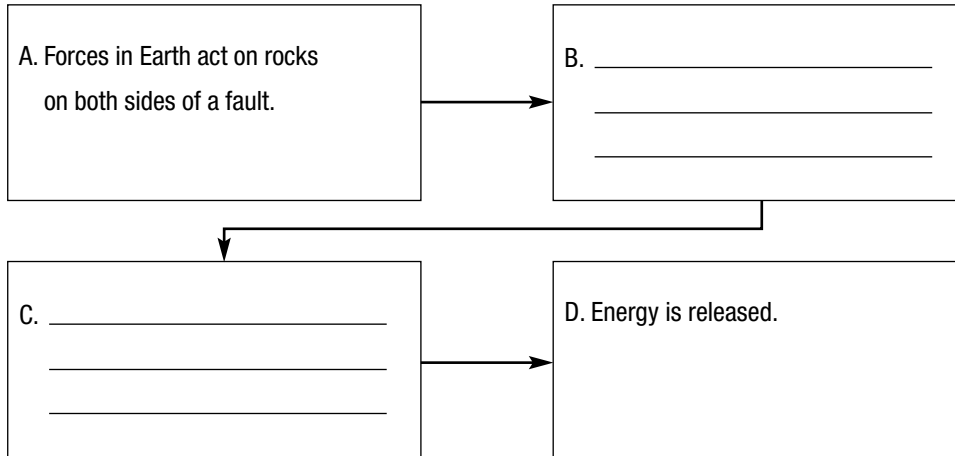 A. Forces in Earth act on rocks
on both sides of a fault.
B.
C.
D. Energy is released.